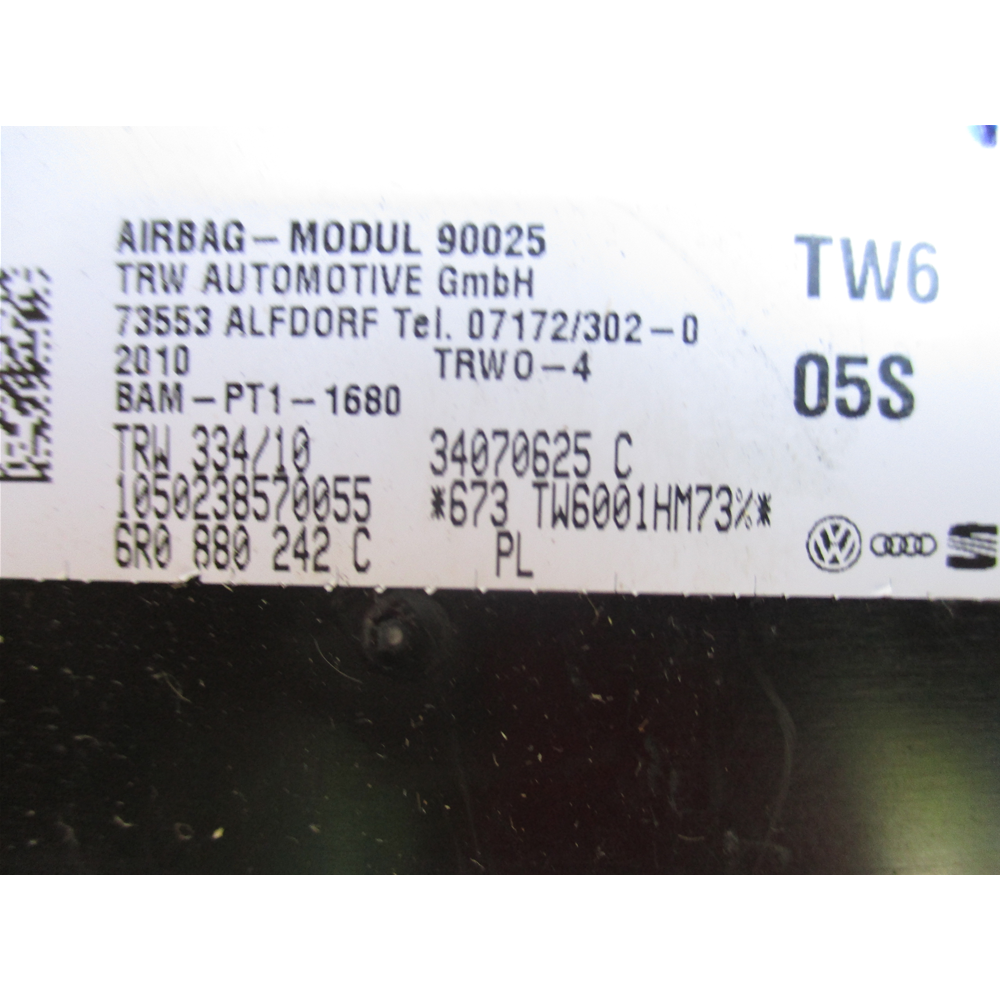 AIRBAG-MODUL 90025
TRW AUTOMOTIVE GmbH
73553 ALFDORF Tel. 07172/302-0
2010 TRWO-4
BAM-PT1-1680
TW6
05S
TRW 334/10 34070625 C
1050238570055 *673 TW6001HM73%*
6R0 880 242 C PL